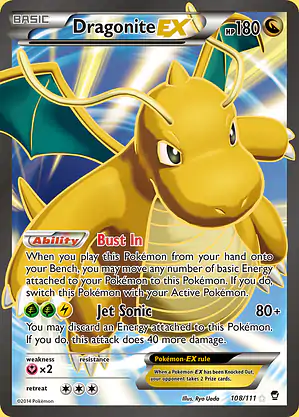 BASIC
Dragonite EX HP180
Ability Bust In
When you play this Pokémon from your hand onto
your Bench, you may move any number of basic Energy
attached to your Pokémon to this Pokémon. If you do,
switch this Pokémon with your Active Pokémon.
Jet Sonic 80+
You may discard an Energy attached to this Pokémon.
If you do, this attack does 40 more damage.
weakness resistance
×2
retreat
Pokémon-EX rule
When a Pokémon-EX has been Knocked Out,
your opponent takes 2 Prize cards.
©2014 Pokémon
Illus. Ryo Ueda 108/111